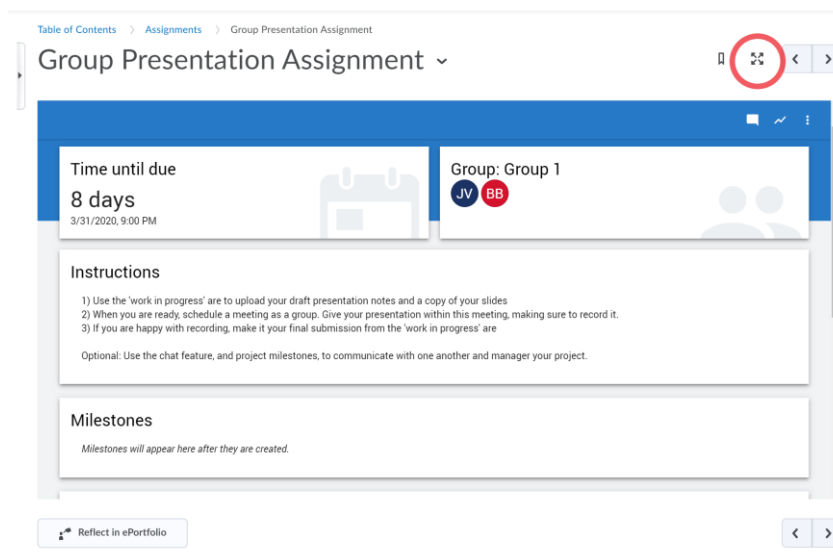 Table of Contents > Assignments > Group Presentation Assignment
Group Presentation Assignment
Time until due
8 days
3/31/2020, 9:00 PM
Group: Group 1
JV BB
Instructions
1) Use the 'work in progress' are to upload your draft presentation notes and a copy of your slides
2) When you are ready, schedule a meeting as a group. Give your presentation within this meeting, making sure to record it.
3) If you are happy with recording, make it your final submission from the 'work in progress' are
Optional: Use the chat feature, and project milestones, to communicate with one another and manager your project.
Milestones
Milestones will appear here after they are created.
Reflect in ePortfolio